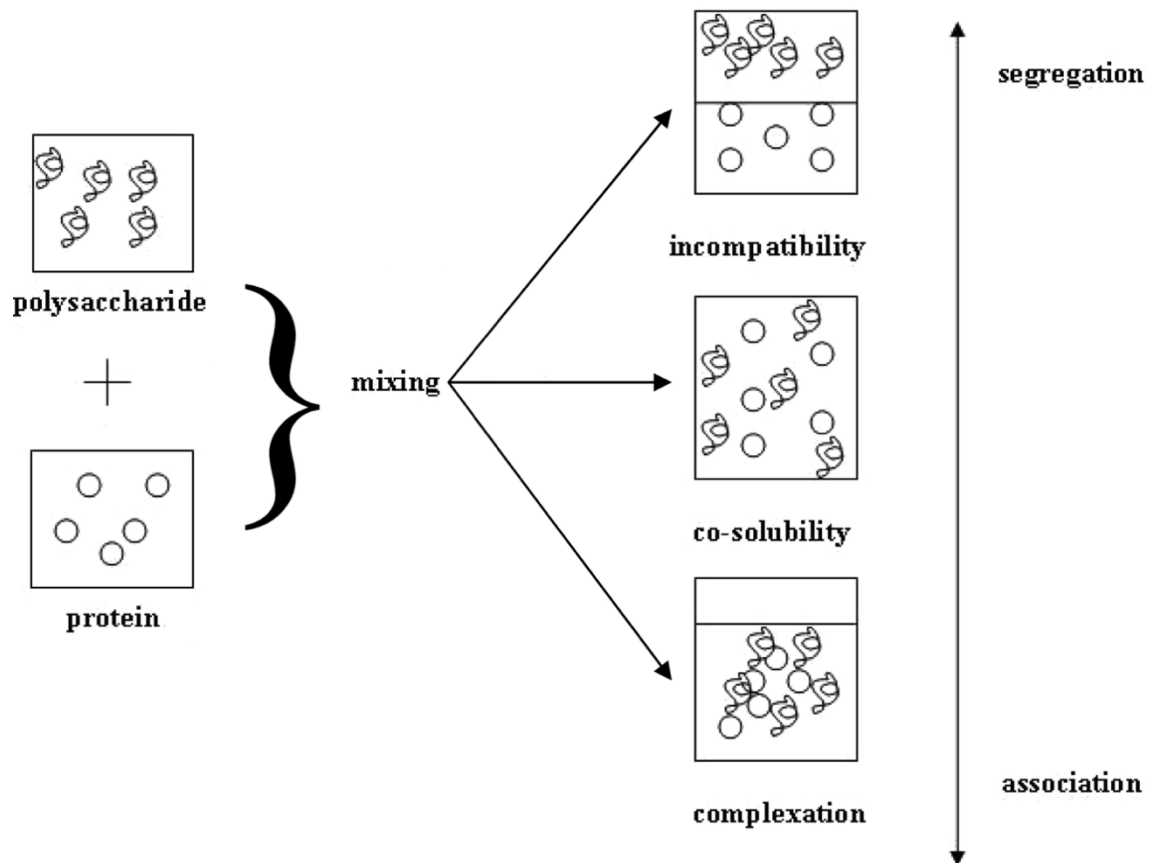 polysaccharide
+
protein
mixing
incompatibility
co-solubility
complexation
segregation
association